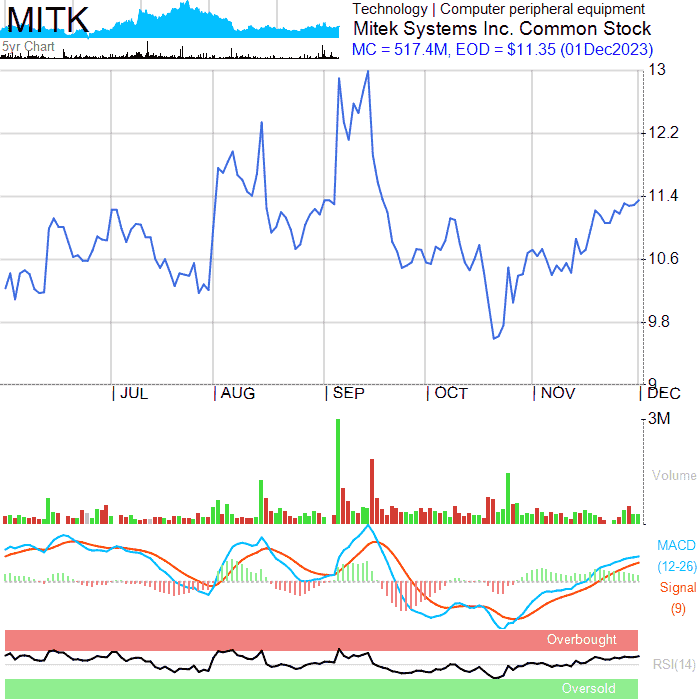 MITK
5yr Chart
Technology | Computer peripheral equipment
Mitek Systems Inc. Common Stock
MC = 517.4M, EOD = $11.35 (01Dec2023)
13
12.2
11.4
10.6
9.8
9
JUL
AUG
SEP
OCT
NOV
DEC
3M
Volume
MACD
(12-26)
Signal
(9)
Overbought
RSI(14)
Oversold